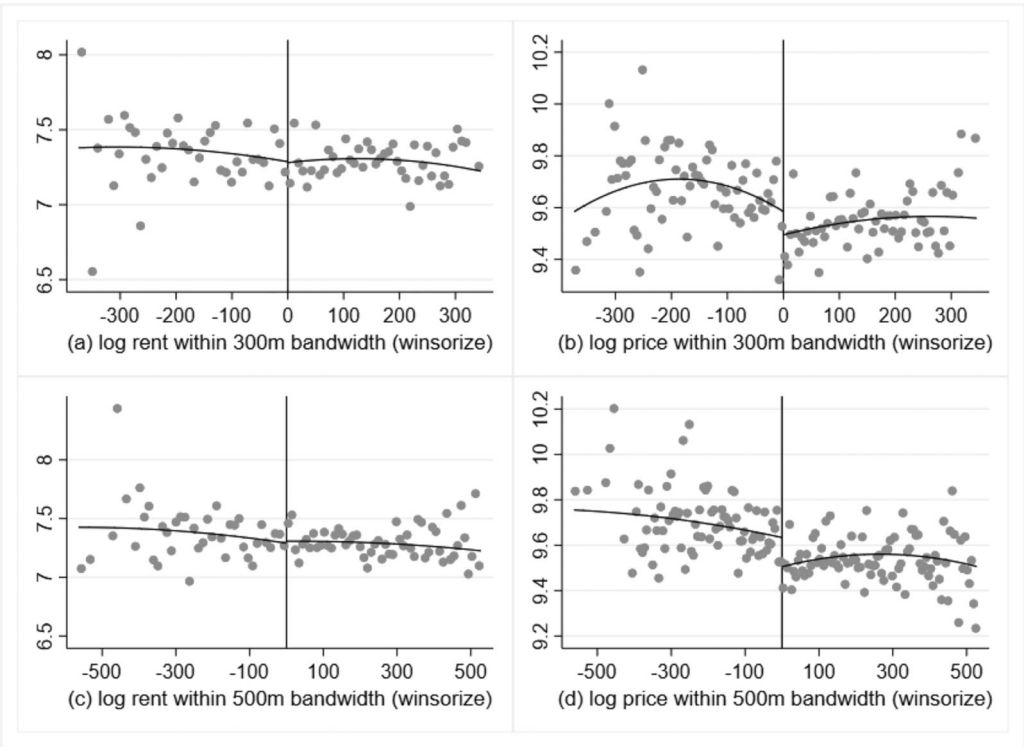 8
7.5
7
6.5
-300 -200 -100 0 100 200 300
(a) log rent within 300m bandwidth (winsorize)
10.2
10
9.8
9.6
9.4
-300 -200 -100 0 100 200 300
(b) log price within 300m bandwidth (winsorize)
8
7.5
7
6.5
-500 -300 -100 100 300 500
(c) log rent within 500m bandwidth (winsorize)
10.2
10
9.8
9.6
9.4
9.2
-500 -300 -100 100 300 500
(d) log price within 500m bandwidth (winsorize)